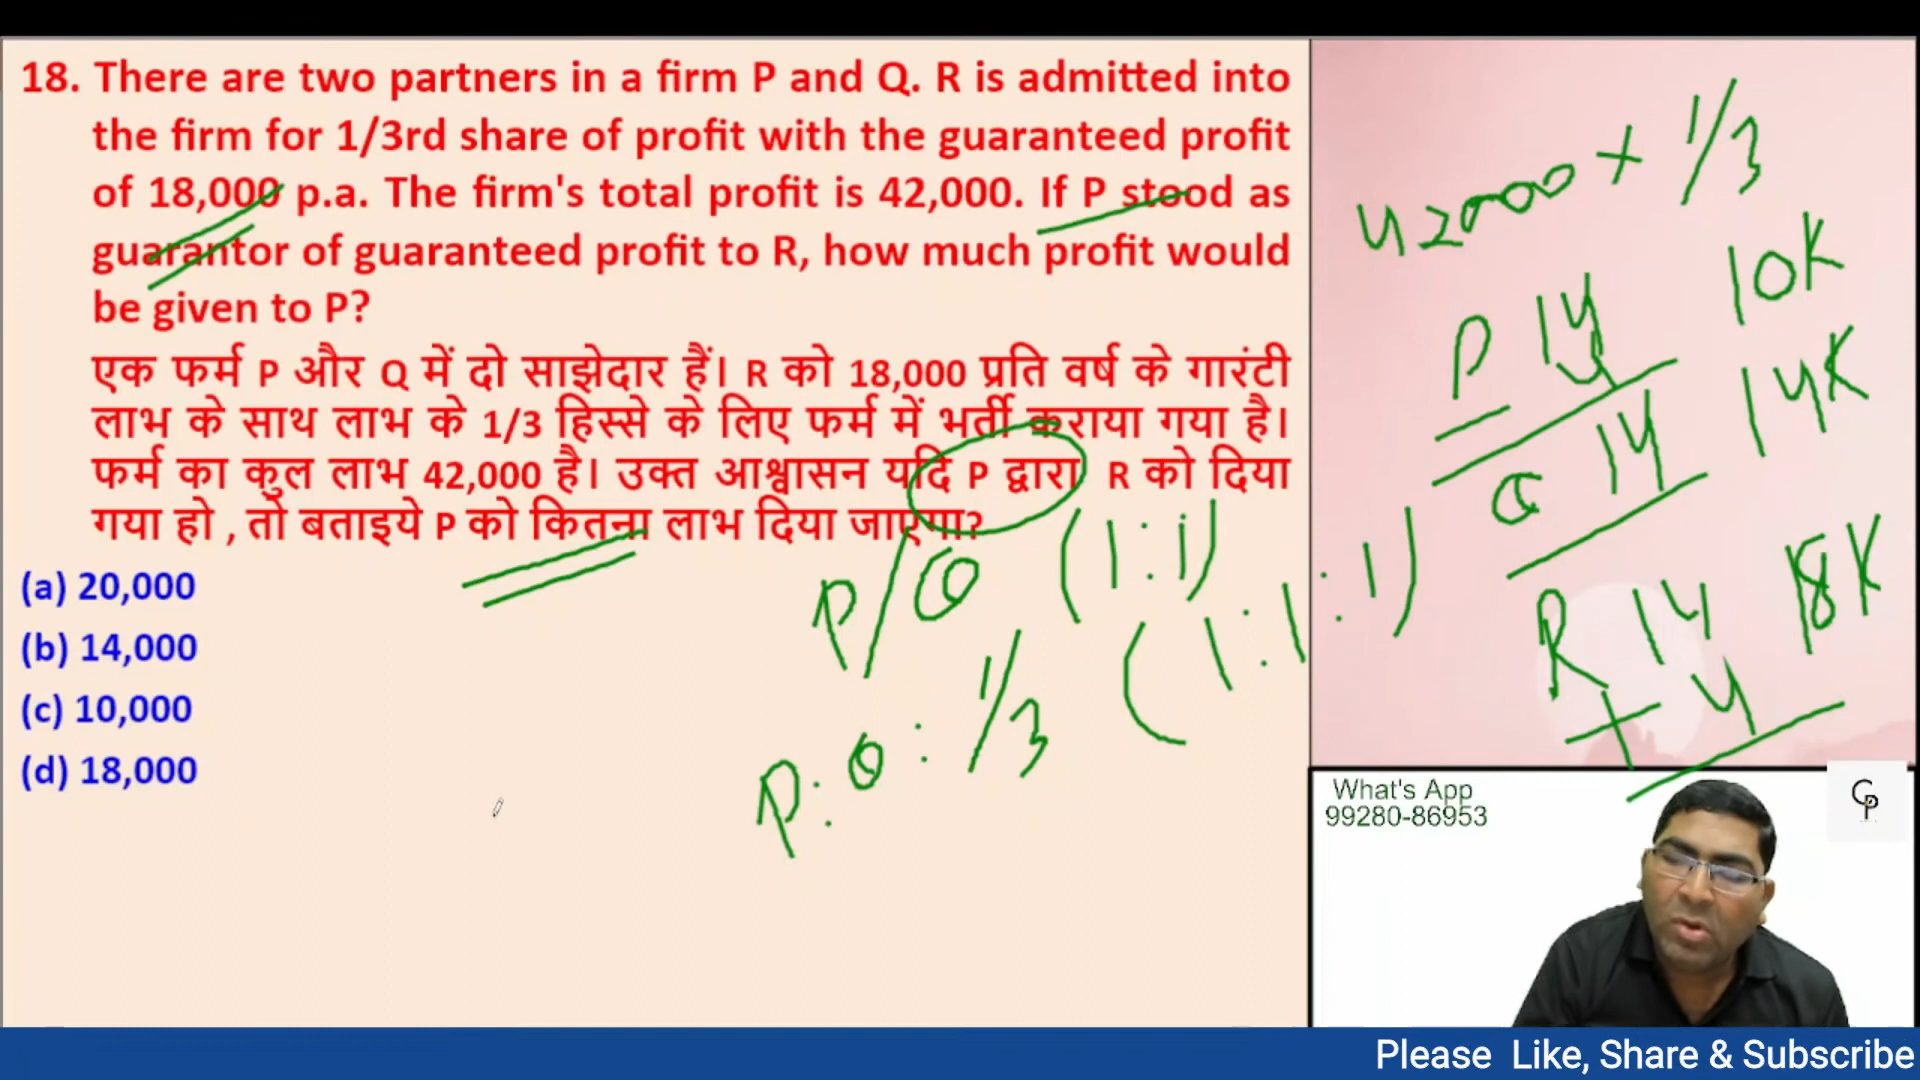 18. There are two partners in a firm P and Q. R is admitted into
the firm for 1/3rd share of profit with the guaranteed profit
of 18,000 p.a. The firm's total profit is 42,000. If P stood as
guarantor of guaranteed profit to R, how much profit would
be given to P?
एक फर्म P और Q में दो साझेदार हैं। R को 18,000 प्रति वर्ष के गारंटी
लाभ के साथ लाभ के 1/3 हिस्से के लिए फर्म में भर्ती कराया गया है।
फर्म का कुल लाभ 42,000 है। उक्त आश्वासन यदि P द्वारा R को दिया
गया हो , तो बताइये P को कितना लाभ दिया जाएगा?
(a) 20,000
(b) 14,000
(c) 10,000
(d) 18,000
P/Q (1:1)
P:Q:1/3 (1:1:1)
42000 × 1/3
P 14 10K
Q 14 14K
R 14 18K
+ 4
What's App
99280-86953
GP
Please Like, Share & Subscribe